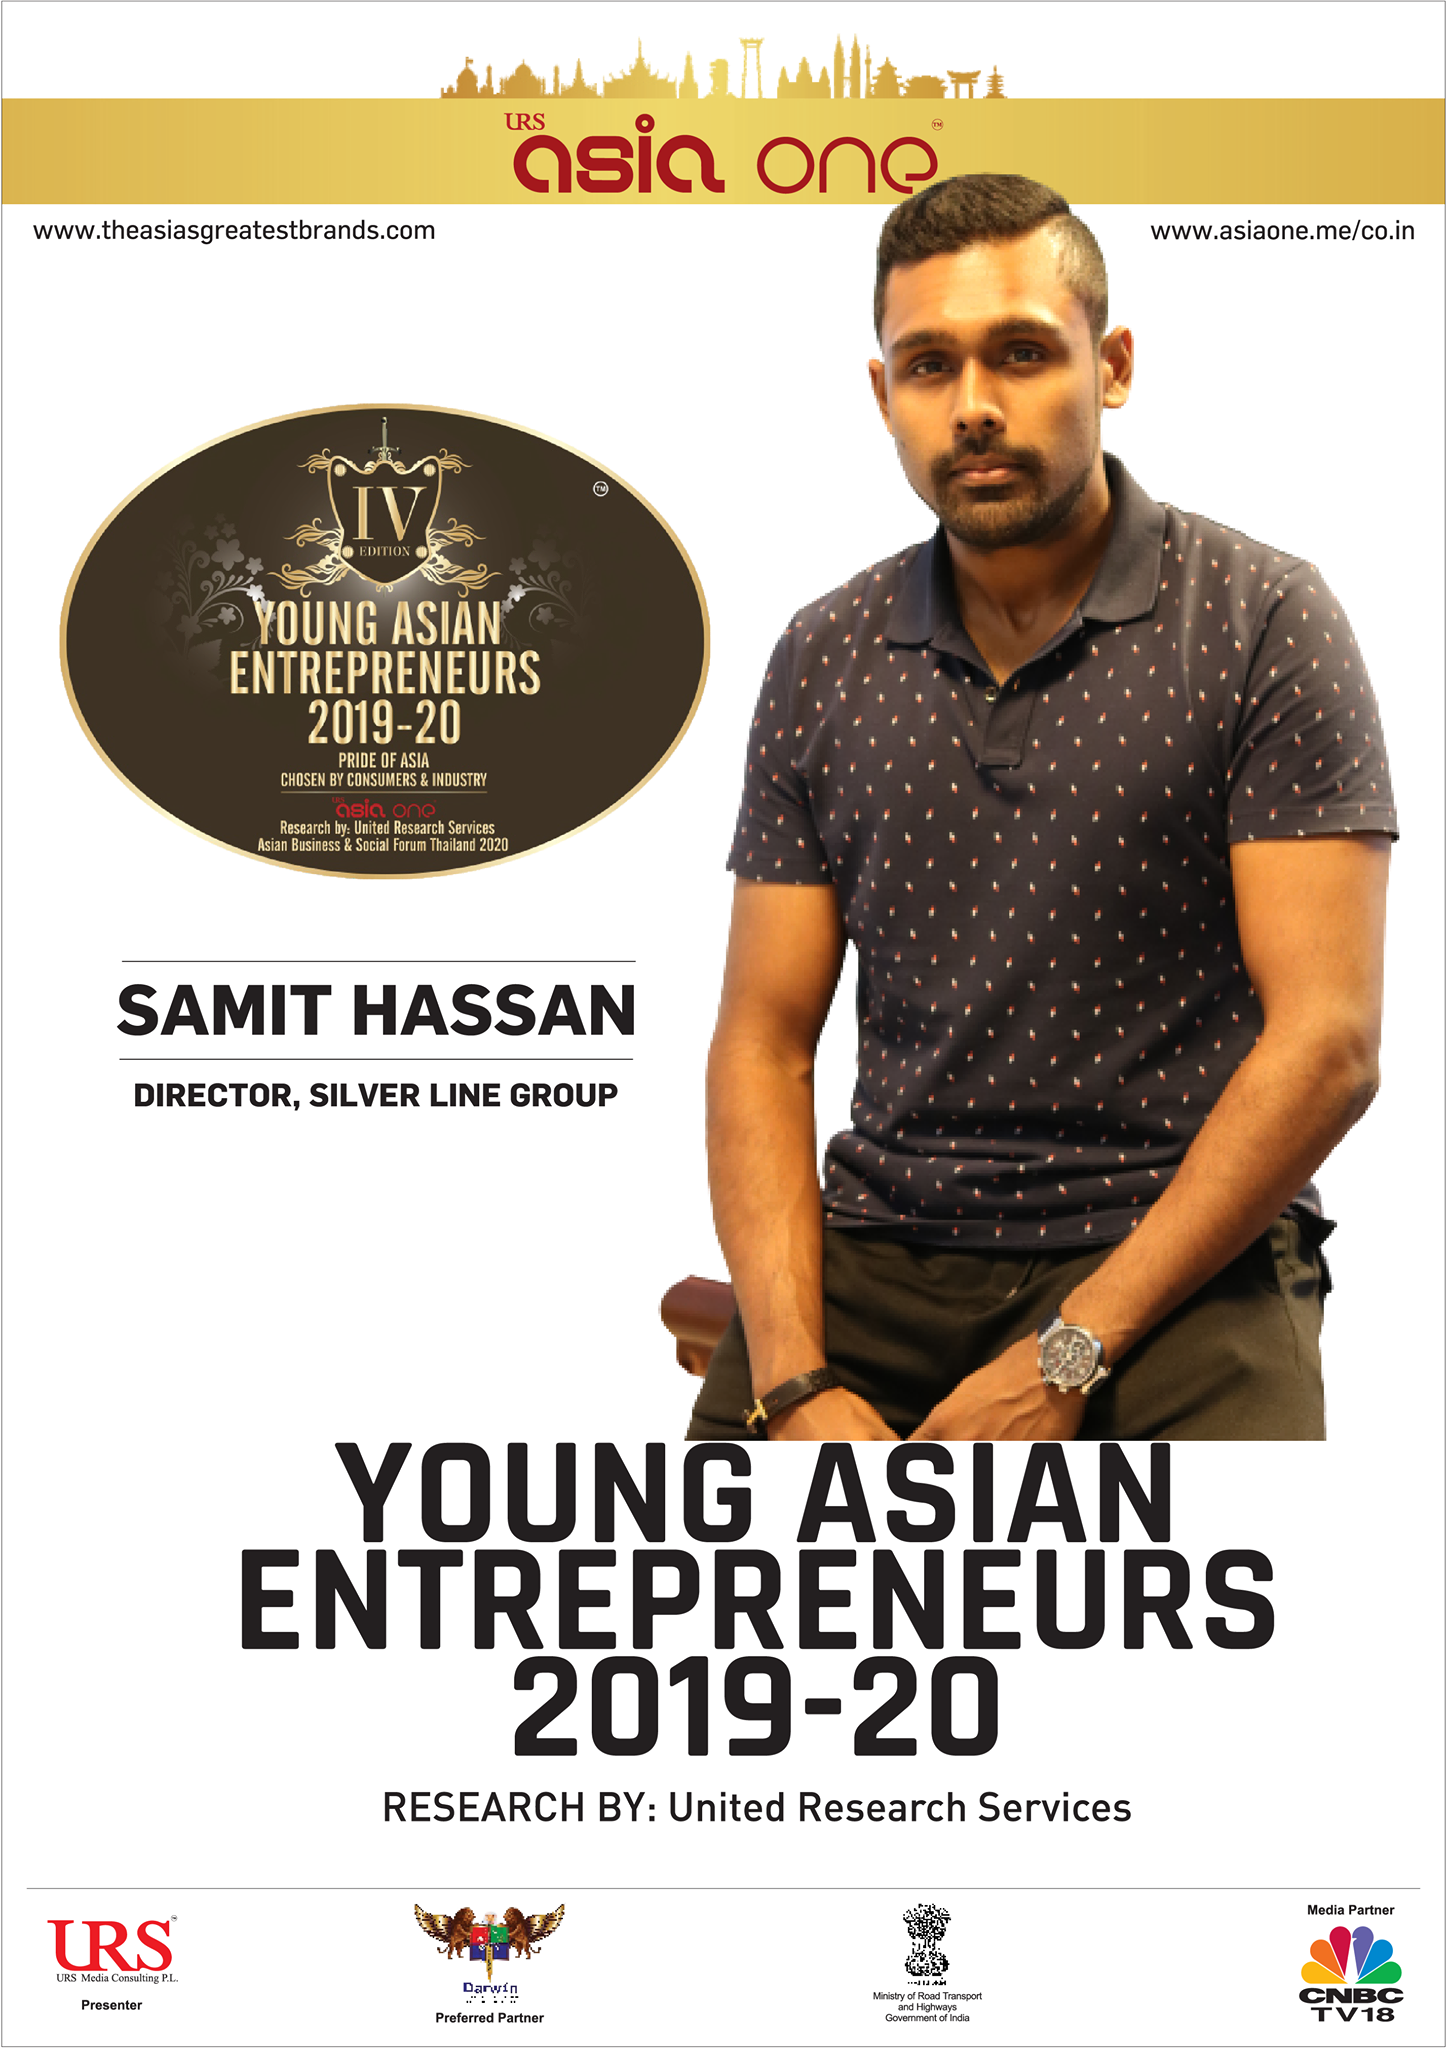 URS
asia one TM
www.theasiasgreatestbrands.com
www.asiaone.me/co.in
IV
EDITION
TM
YOUNG ASIAN
ENTREPRENEURS
2019-20
PRIDE OF ASIA
CHOSEN BY CONSUMERS & INDUSTRY
URS
asia one
Research by: United Research Services
Asian Business & Social Forum Thailand 2020
SAMIT HASSAN
DIRECTOR, SILVER LINE GROUP
YOUNG ASIAN
ENTREPRENEURS
2019-20
RESEARCH BY: United Research Services
URS
URS Media Consulting P.L.
Presenter
Darwin
Preferred Partner
Ministry of Road Transport
and Highways
Government of India
Media Partner
CNBC
TV18